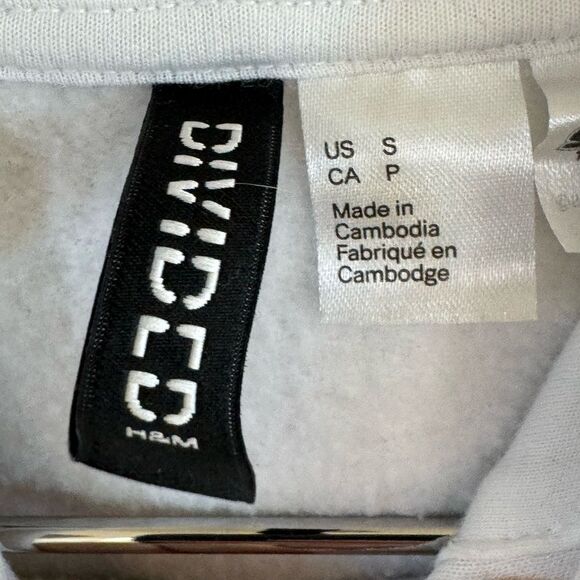 DIVIDED
H&M
US S
CA P
Made in
Cambodia
Fabriqué en
Cambodge